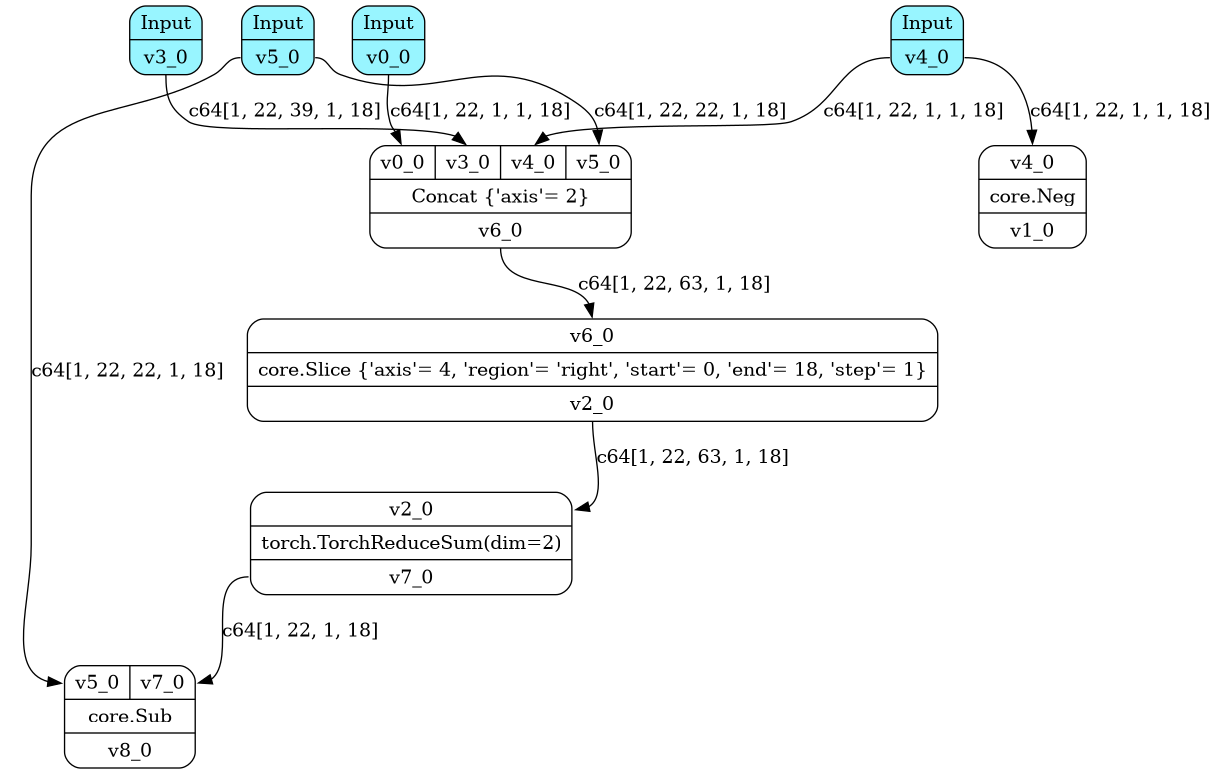 Input
v3_0
Input
v5_0
Input
v0_0
Input
v4_0
c64[1, 22, 39, 1, 18]
c64[1, 22, 1, 1, 18]
c64[1, 22, 22, 1, 18]
c64[1, 22, 1, 1, 18]
c64[1, 22, 1, 1, 18]
v0_0 v3_0 v4_0 v5_0
Concat {'axis'= 2}
v6_0
v4_0
core.Neg
v1_0
c64[1, 22, 63, 1, 18]
v6_0
core.Slice {'axis'= 4, 'region'= 'right', 'start'= 0, 'end'= 18, 'step'= 1}
v2_0
c64[1, 22, 22, 1, 18]
c64[1, 22, 63, 1, 18]
v2_0
torch.TorchReduceSum(dim=2)
v7_0
c64[1, 22, 1, 18]
v5_0 v7_0
core.Sub
v8_0